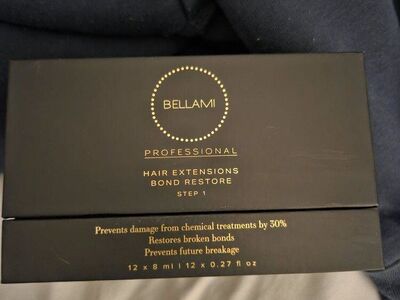 BELLAMI
PROFESSIONAL
HAIR EXTENSIONS
BOND RESTORE
STEP 1
Prevents damage from chemical treatments by 30%
Restores broken bonds
Prevents future breakage
12 x 8 ml | 12 x 0.27 fl oz